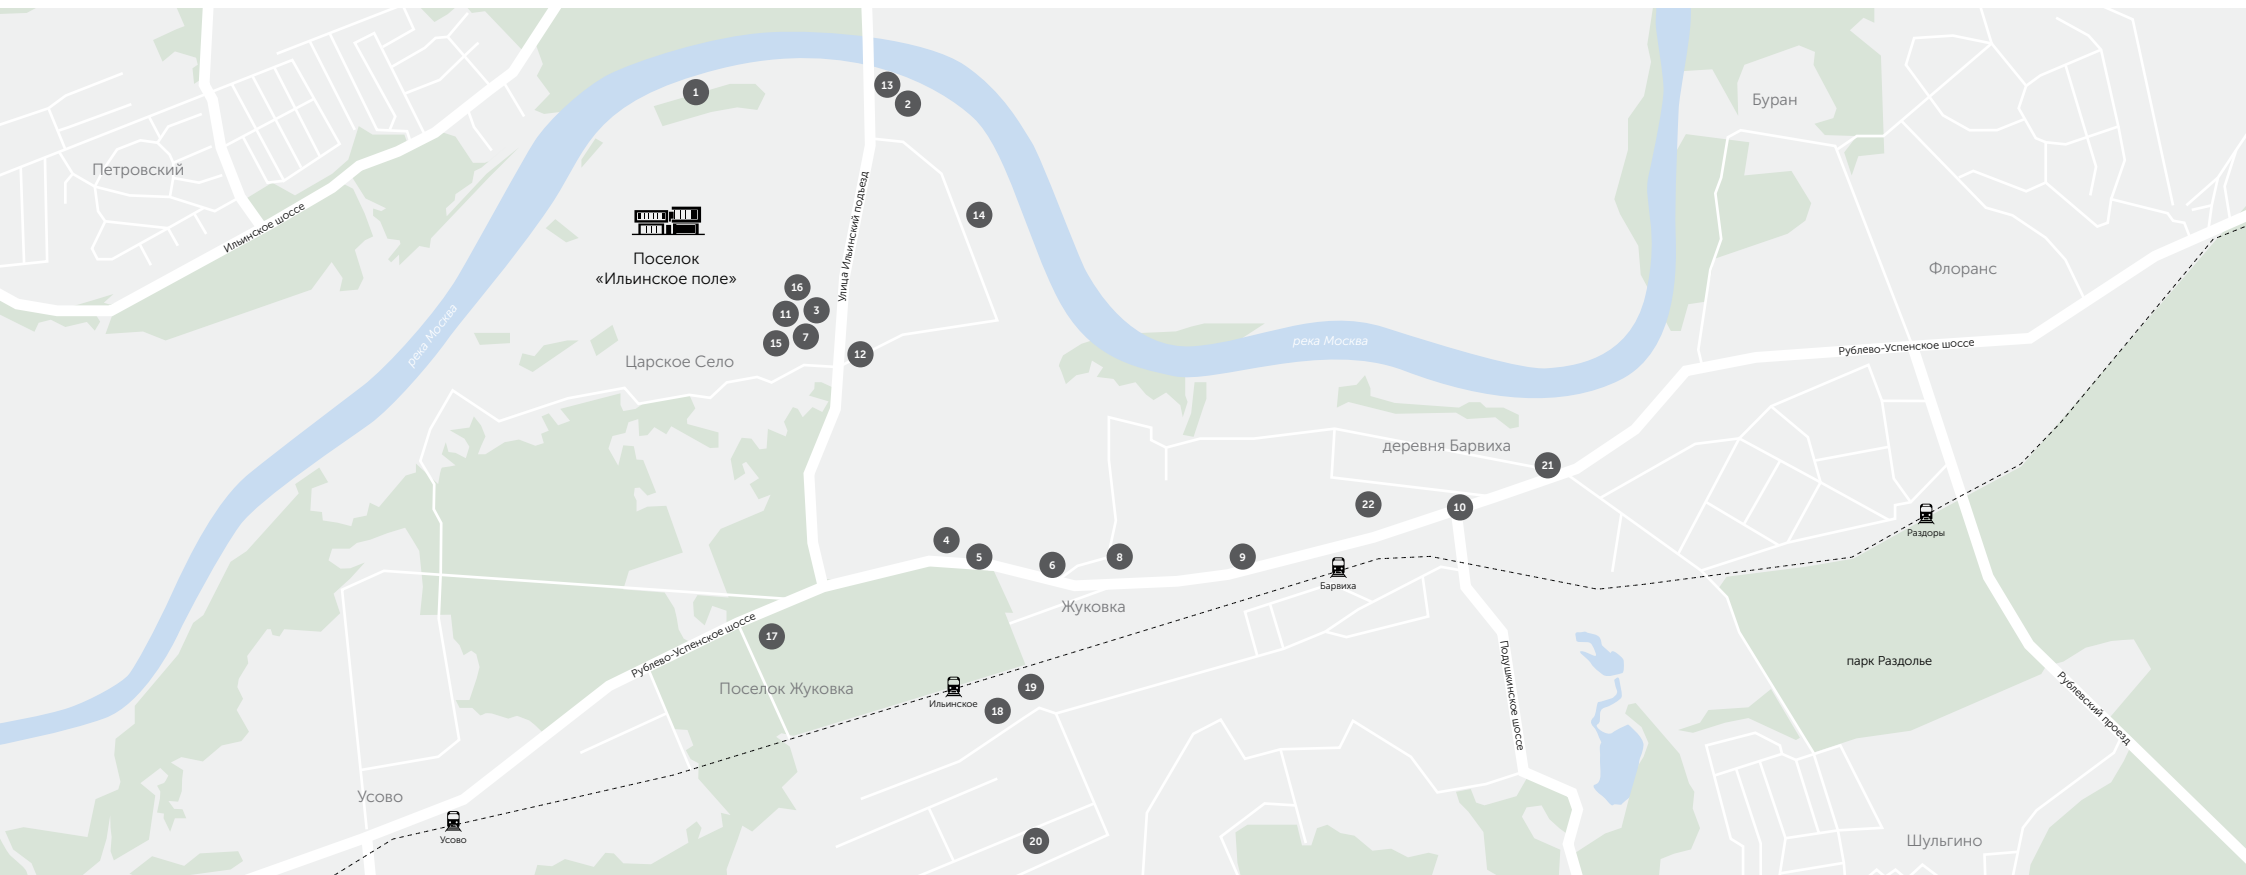 1
13
2
Буран
Петровский
14
Ильинское шоссе
Улица Ильинский подъезд
Поселок
«Ильинское поле»
Флоранс
16
11
3
7
15
12
река Москва
река Москва
Рублево-Успенское шоссе
Царское Село
деревня Барвиха
21
22
10
Раздоры
4
5
6
8
9
Барвиха
Жуковка
17
Рублево-Успенское шоссе
Подушкинское шоссе
парк Раздолье
Поселок Жуковка
Ильинское
19
18
Рублевский проезд
Усово
Усово
20
Шульгино